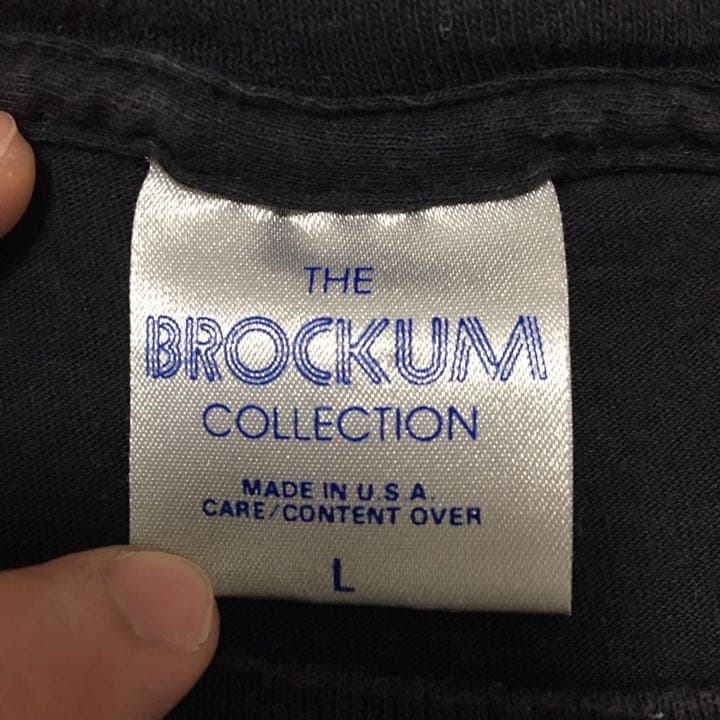 THE
BROCKUM
COLLECTION
MADE IN U.S.A.
CARE/CONTENT OVER
L